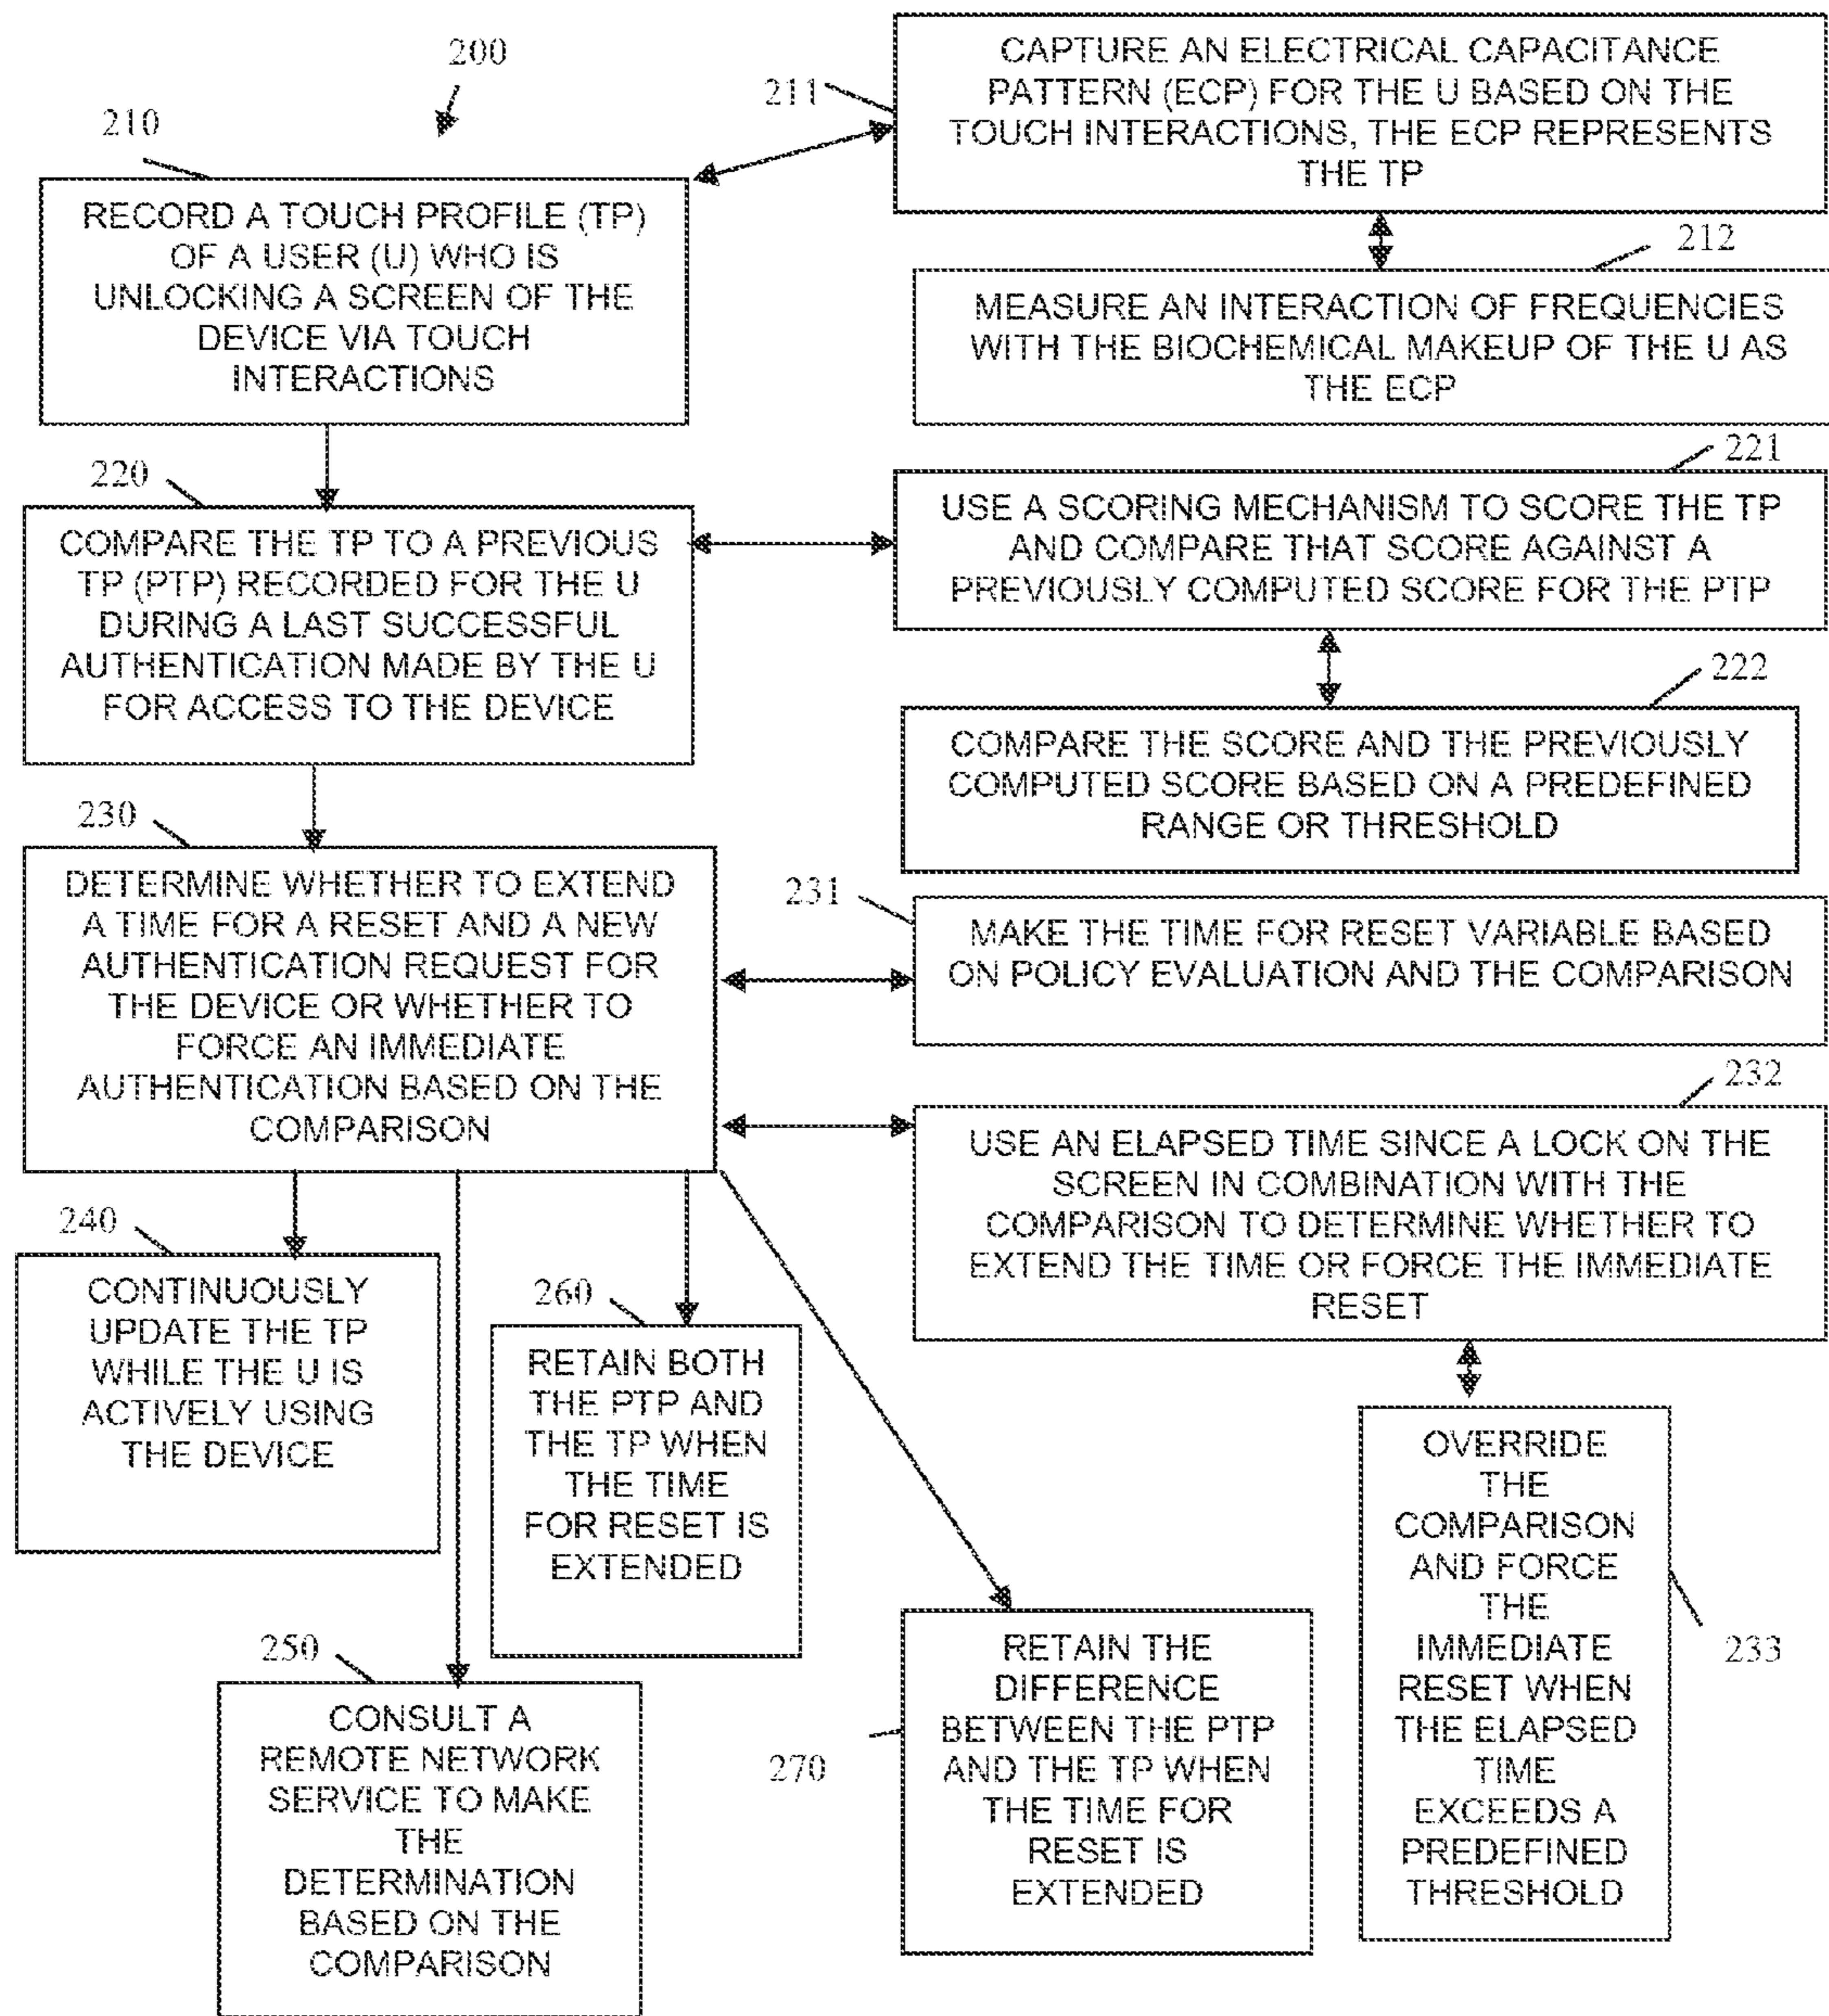 200
210
RECORD A TOUCH PROFILE (TP)
OF A USER (U) WHO IS
UNLOCKING A SCREEN OF THE
DEVICE VIA TOUCH
INTERACTIONS
211
CAPTURE AN ELECTRICAL CAPACITANCE
PATTERN (ECP) FOR THE U BASED ON THE
TOUCH INTERACTIONS, THE ECP REPRESENTS
THE TP
212
MEASURE AN INTERACTION OF FREQUENCIES
WITH THE BIOCHEMICAL MAKEUP OF THE U AS
THE ECP
220
COMPARE THE TP TO A PREVIOUS
TP (PTP) RECORDED FOR THE U
DURING A LAST SUCCESSFUL
AUTHENTICATION MADE BY THE U
FOR ACCESS TO THE DEVICE
221
USE A SCORING MECHANISM TO SCORE THE TP
AND COMPARE THAT SCORE AGAINST A
PREVIOUSLY COMPUTED SCORE FOR THE PTP
222
COMPARE THE SCORE AND THE PREVIOUSLY
COMPUTED SCORE BASED ON A PREDEFINED
RANGE OR THRESHOLD
230
DETERMINE WHETHER TO EXTEND
A TIME FOR A RESET AND A NEW
AUTHENTICATION REQUEST FOR
THE DEVICE OR WHETHER TO
FORCE AN IMMEDIATE
AUTHENTICATION BASED ON THE
COMPARISON
231
MAKE THE TIME FOR RESET VARIABLE BASED
ON POLICY EVALUATION AND THE COMPARISON
232
USE AN ELAPSED TIME SINCE A LOCK ON THE
SCREEN IN COMBINATION WITH THE
COMPARISON TO DETERMINE WHETHER TO
EXTEND THE TIME OR FORCE THE IMMEDIATE
RESET
233
OVERRIDE
THE
COMPARISON
AND FORCE
THE
IMMEDIATE
RESET WHEN
THE ELAPSED
TIME
EXCEEDS A
PREDEFINED
THRESHOLD
240
CONTINUOUSLY
UPDATE THE TP
WHILE THE U IS
ACTIVELY USING
THE DEVICE
250
CONSULT A
REMOTE NETWORK
SERVICE TO MAKE
THE
DETERMINATION
BASED ON THE
COMPARISON
260
RETAIN BOTH
THE PTP AND
THE TP WHEN
THE TIME
FOR RESET IS
EXTENDED
270
RETAIN THE
DIFFERENCE
BETWEEN THE PTP
AND THE TP WHEN
THE TIME FOR
RESET IS
EXTENDED